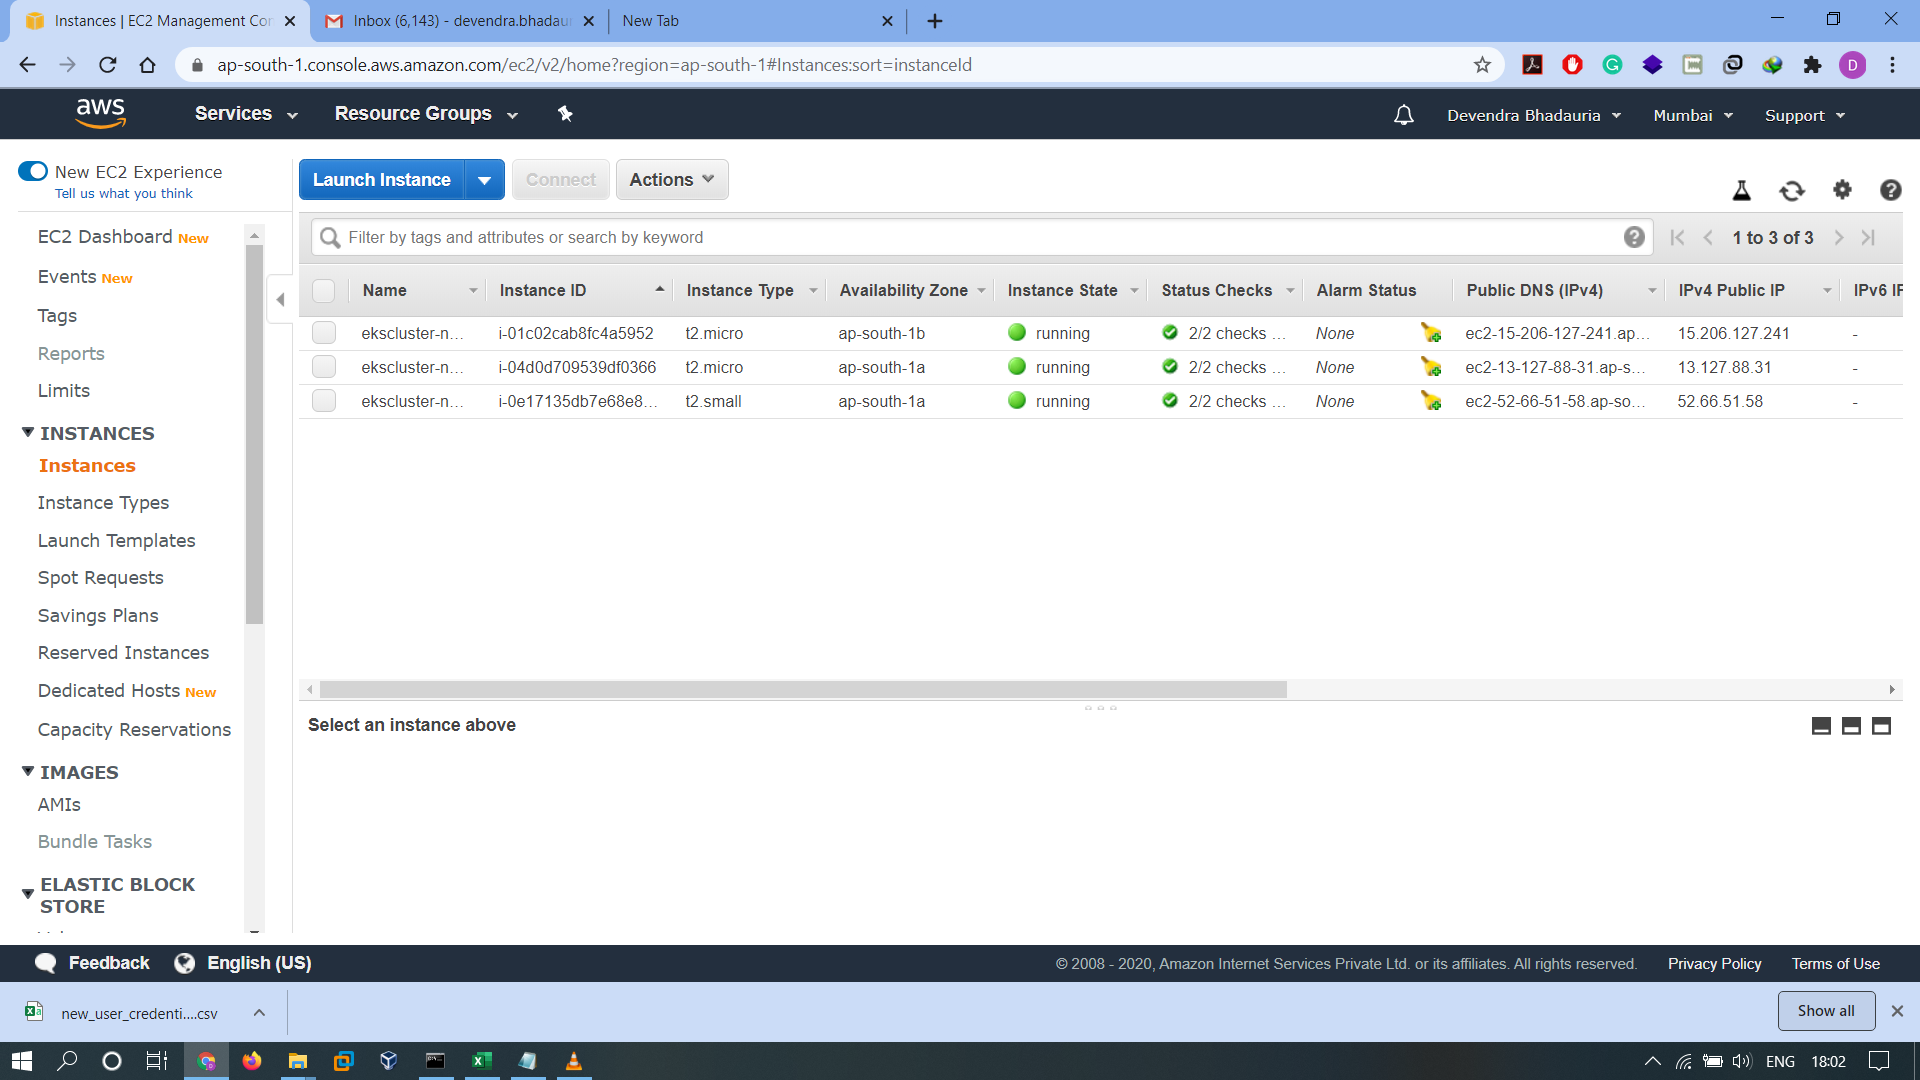 Instances | EC2 Management Con
Inbox (6,143) - devendra.bhadaur
New Tab
ap-south-1.console.aws.amazon.com/ec2/v2/home?region=ap-south-1#Instances:sort=instanceId
D
aws
Services
Resource Groups
Devendra Bhadauria
Mumbai
Support
New EC2 Experience
Tell us what you think
EC2 Dashboard New
Events New
Tags
Reports
Limits
INSTANCES
Instances
Instance Types
Launch Templates
Spot Requests
Savings Plans
Reserved Instances
Dedicated Hosts New
Capacity Reservations
IMAGES
AMIs
Bundle Tasks
ELASTIC BLOCK
STORE
Launch Instance
Connect
Actions
Filter by tags and attributes or search by keyword
1 to 3 of 3
Name Instance ID Instance Type Availability Zone Instance State Status Checks Alarm Status Public DNS (IPv4) IPv4 Public IP IPv6 IP
ekscluster-n... i-01c02cab8fc4a5952 t2.micro ap-south-1b running 2/2 checks ... None ec2-15-206-127-241.ap... 15.206.127.241 -
ekscluster-n... i-04d0d709539df0366 t2.micro ap-south-1a running 2/2 checks ... None ec2-13-127-88-31.ap-s... 13.127.88.31 -
ekscluster-n... i-0e17135db7e68e8... t2.small ap-south-1a running 2/2 checks ... None ec2-52-66-51-58.ap-so... 52.66.51.58 -
Select an instance above
Feedback
English (US)
© 2008 - 2020, Amazon Internet Services Private Ltd. or its affiliates. All rights reserved.
Privacy Policy
Terms of Use
new_user_credenti....csv
Show all
ENG
18:02